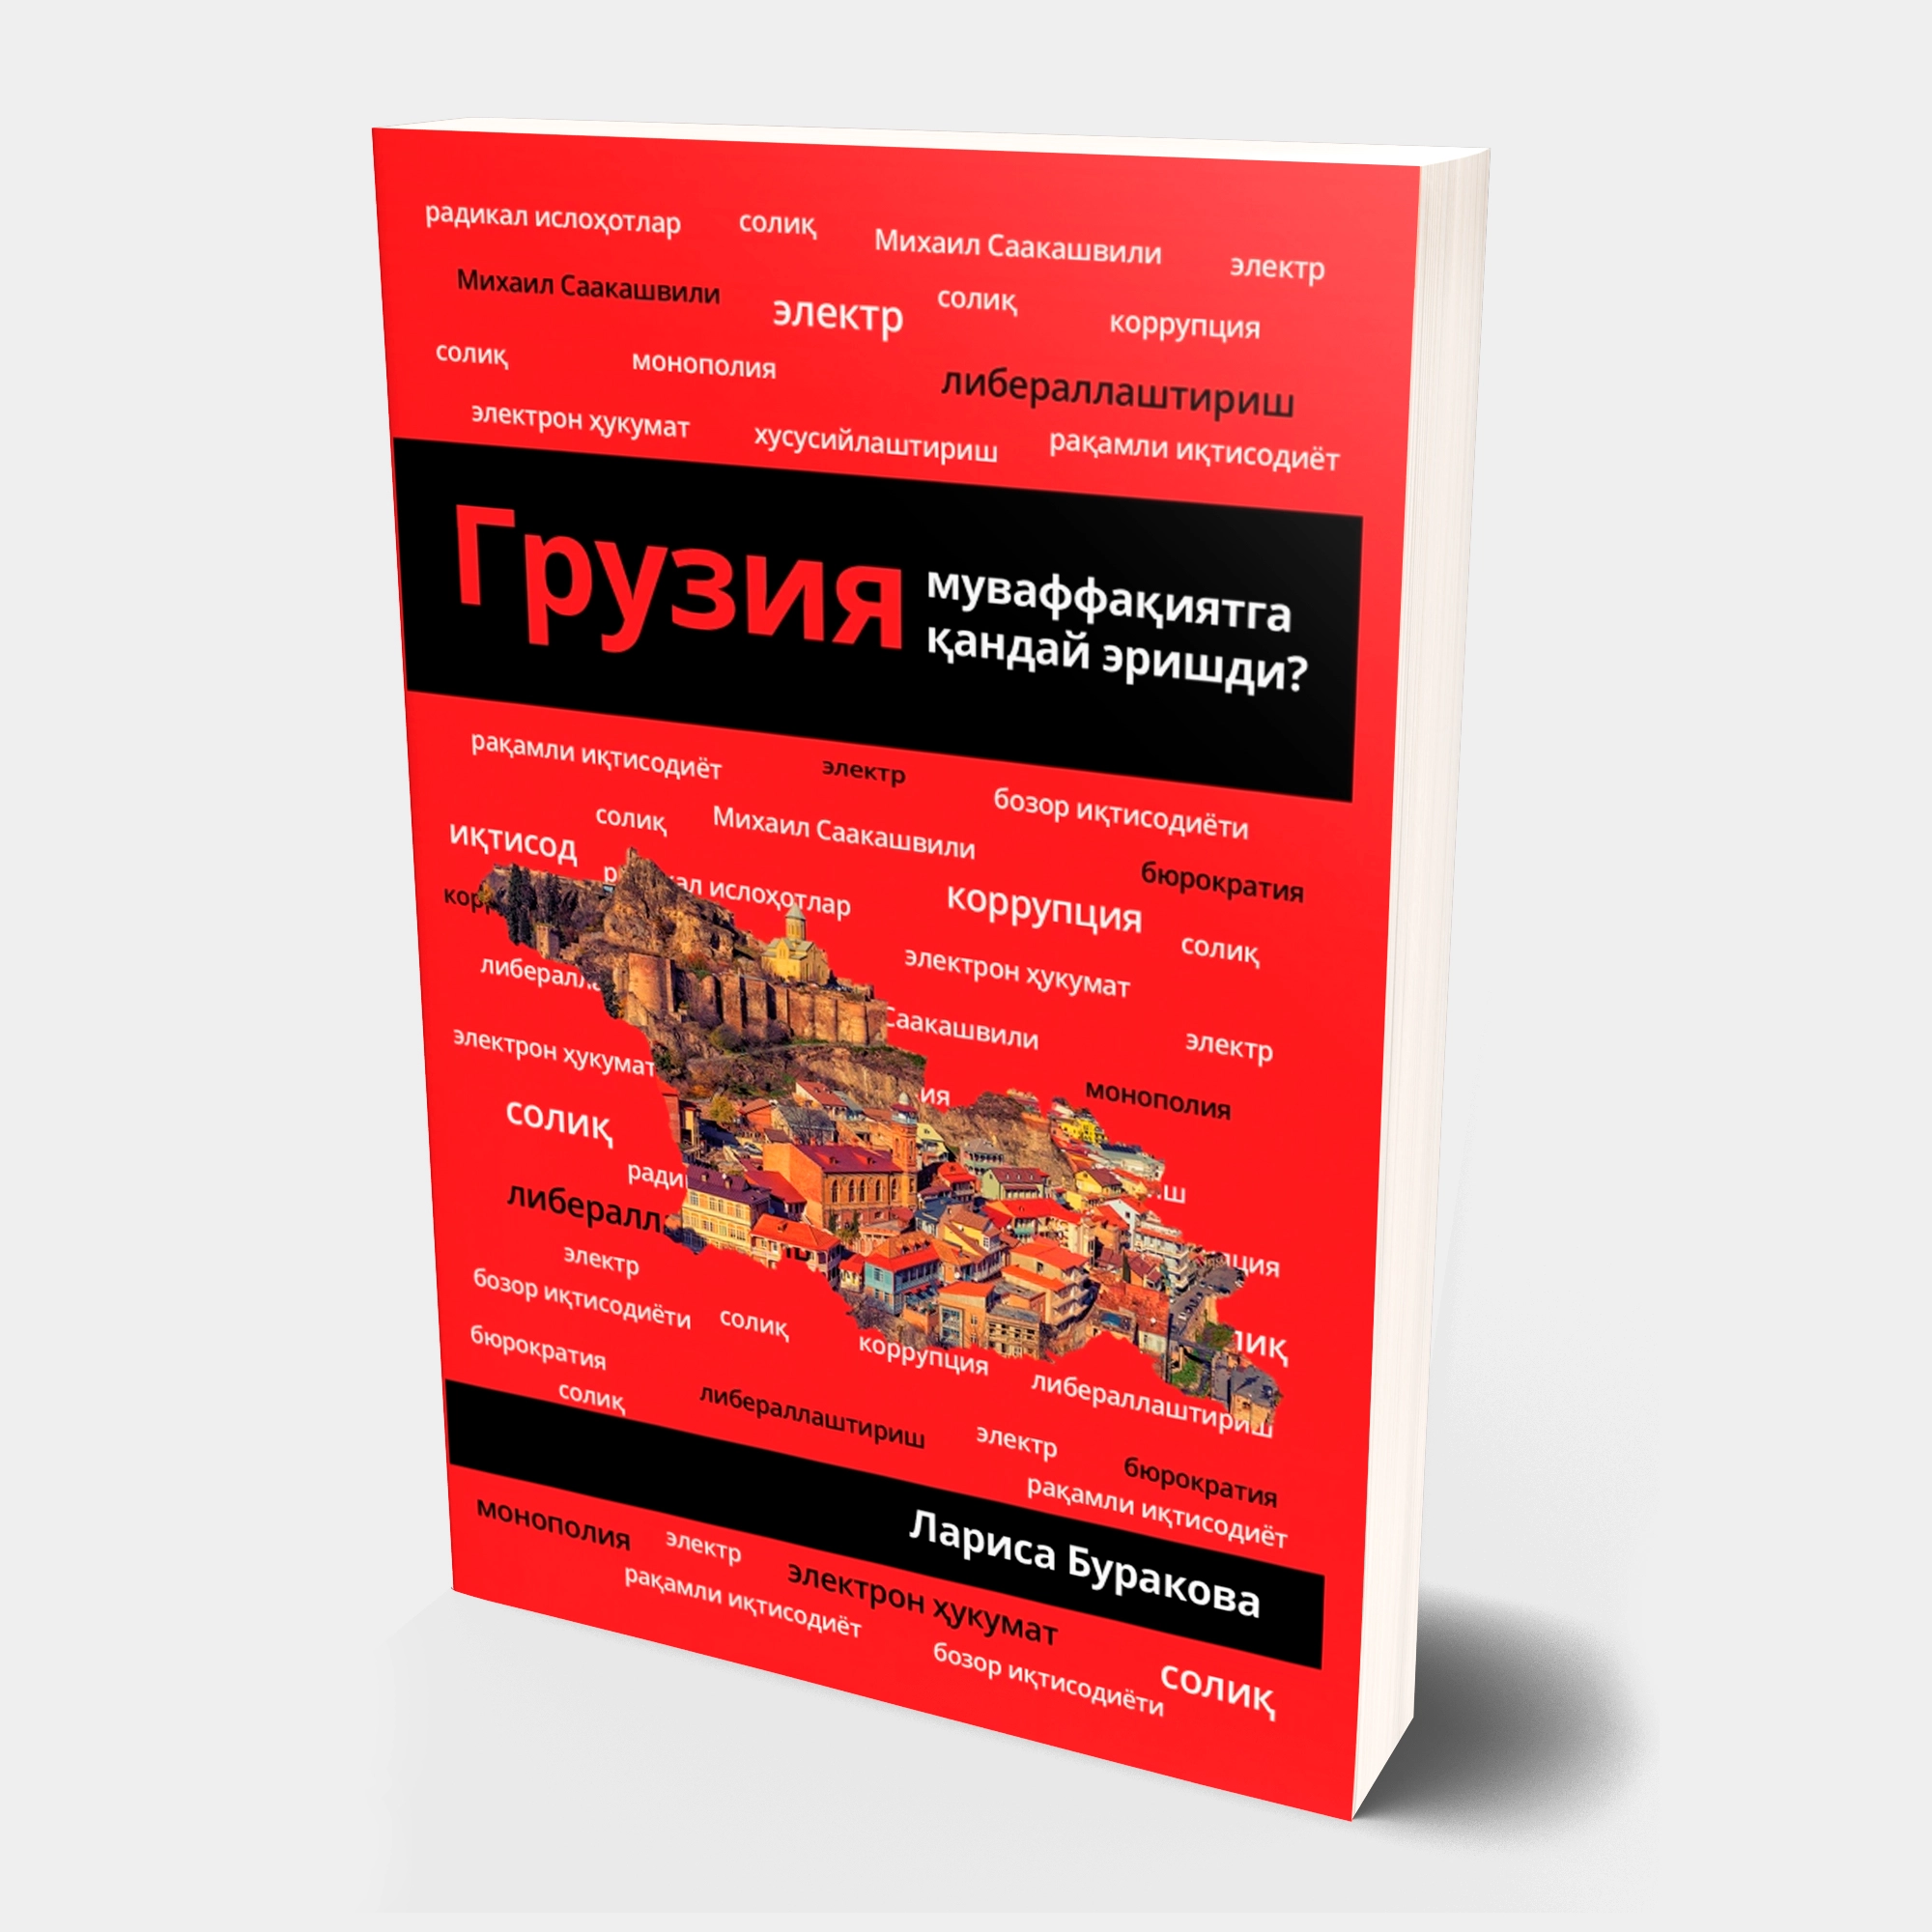 радикал ислоҳотлар солиқ Михаил Саакашвили электр
Михаил Саакашвили электр солиқ коррупция
солиқ монополия либераллаштириш
электрон ҳукумат хусусийлаштириш рақамли иқтисодиёт
Грузия
муваффақиятга
қандай эришди?
рақамли иқтисодиёт электр бозор иқтисодиёти
солиқ Михаил Саакашвили
иқтисод бюрократия
ислоҳотлар коррупция солиқ
электрон ҳукумат
Саакашвили электр
электрон ҳукумат монополия
солиқ
электр
бозор иқтисодиёти солиқ коррупция
бюрократия либераллаштириш
солиқ либераллаштириш электр бюрократия
рақамли иқтисодиёт
Лариса Буракова
монополия электр электрон ҳукумат
рақамли иқтисодиёт бозор иқтисодиёти солиқ